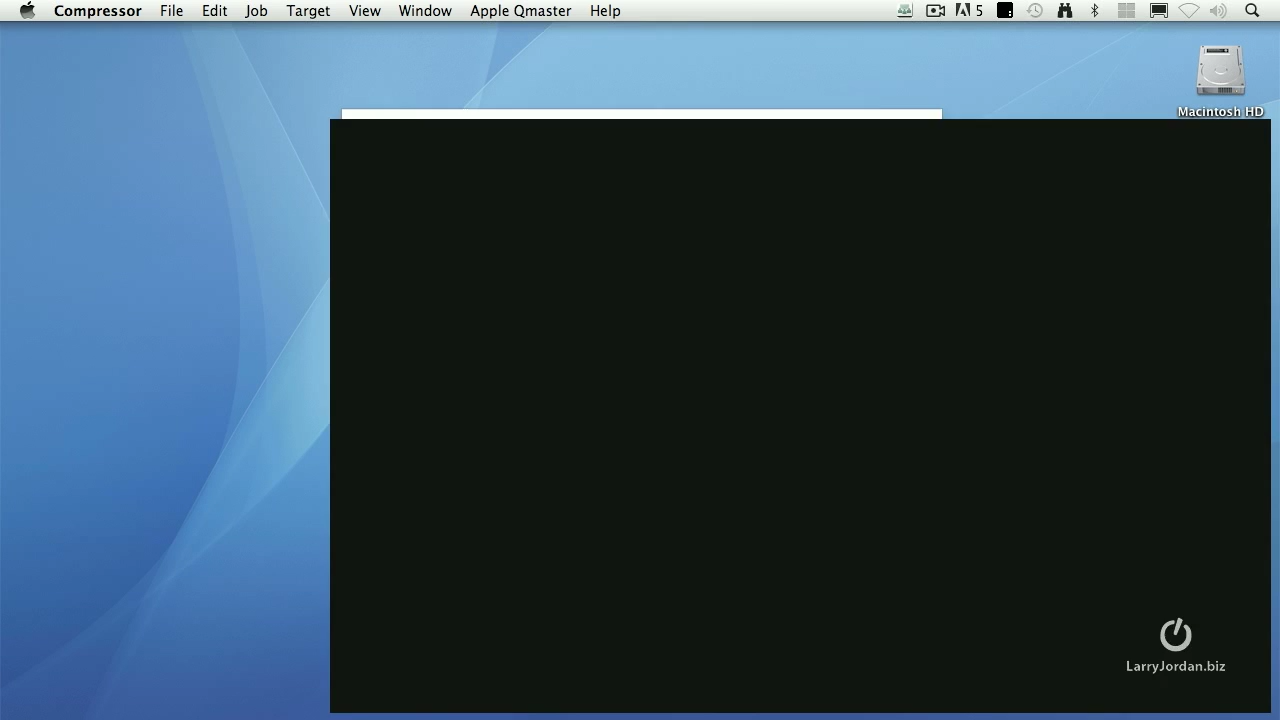 Compressor File Edit Job Target View Window Apple Qmaster Help 5
Macintosh HD
LarryJordan.biz